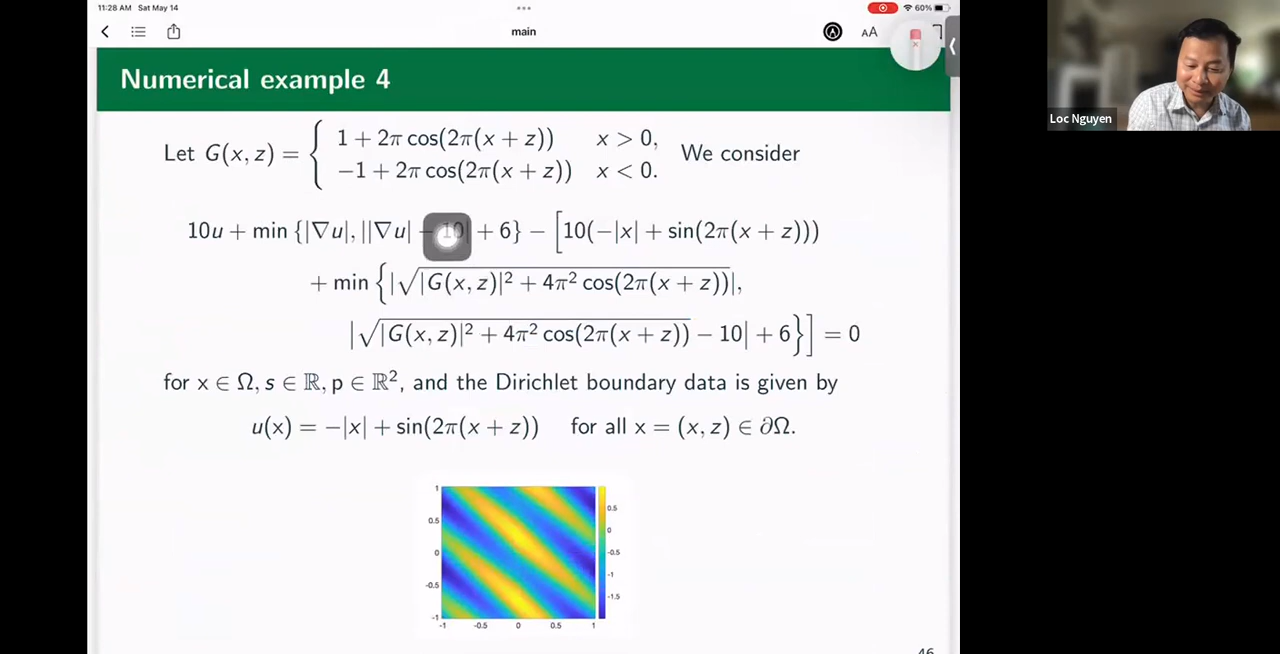 11:28 AM Sat May 14
60%
main
AA
Numerical example 4
Loc Nguyen
Let G(x, z) = { 1 + 2π cos(2π(x + z)) x > 0,
−1 + 2π cos(2π(x + z)) x < 0.
We consider
10u + min {|∇u|, ||∇u| − 10| + 6} − [10(−|x| + sin(2π(x + z)))
+ min {|√|G(x, z)|² + 4π² cos(2π(x + z))|,
|√|G(x, z)|² + 4π² cos(2π(x + z)) − 10| + 6}] = 0
for x ∈ Ω, s ∈ ℝ, p ∈ ℝ², and the Dirichlet boundary data is given by
u(x) = −|x| + sin(2π(x + z)) for all x = (x, z) ∈ ∂Ω.
1
0.5
0
-0.5
-1
-1 -0.5 0 0.5 1
0.5
0
-0.5
-1
-1.5
46